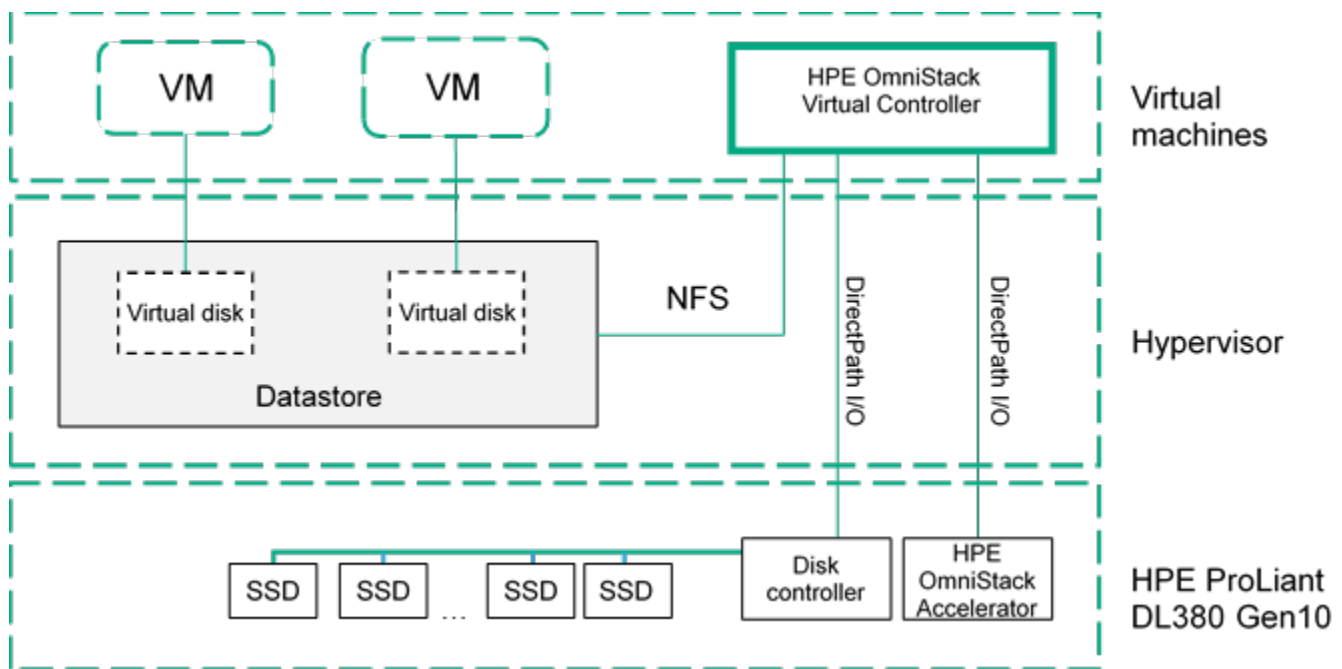 VM
VM
HPE OmniStack
Virtual Controller
Virtual
machines
Virtual disk
Virtual disk
Datastore
NFS
DirectPath I/O
DirectPath I/O
Hypervisor
SSD
SSD
...
SSD
SSD
Disk
controller
HPE
OmniStack
Accelerator
HPE ProLiant
DL380 Gen10